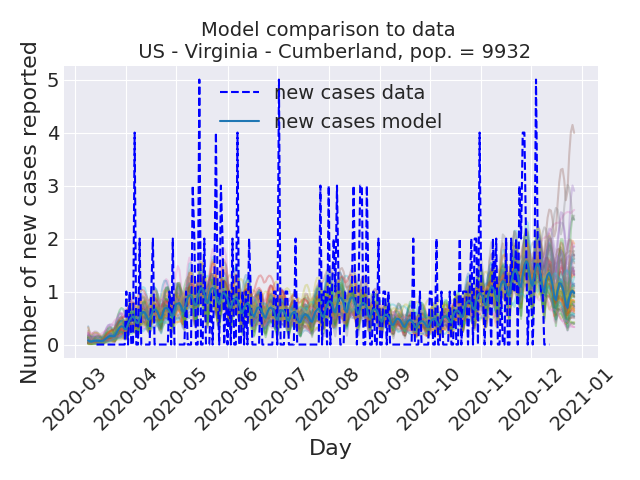 Model comparison to data
US - Virginia - Cumberland, pop. = 9932
Number of new cases reported
5
4
3
2
1
0
new cases data
new cases model
2020-03
2020-04
2020-05
2020-06
2020-07
2020-08
2020-09
2020-10
2020-11
2020-12
2021-01
Day